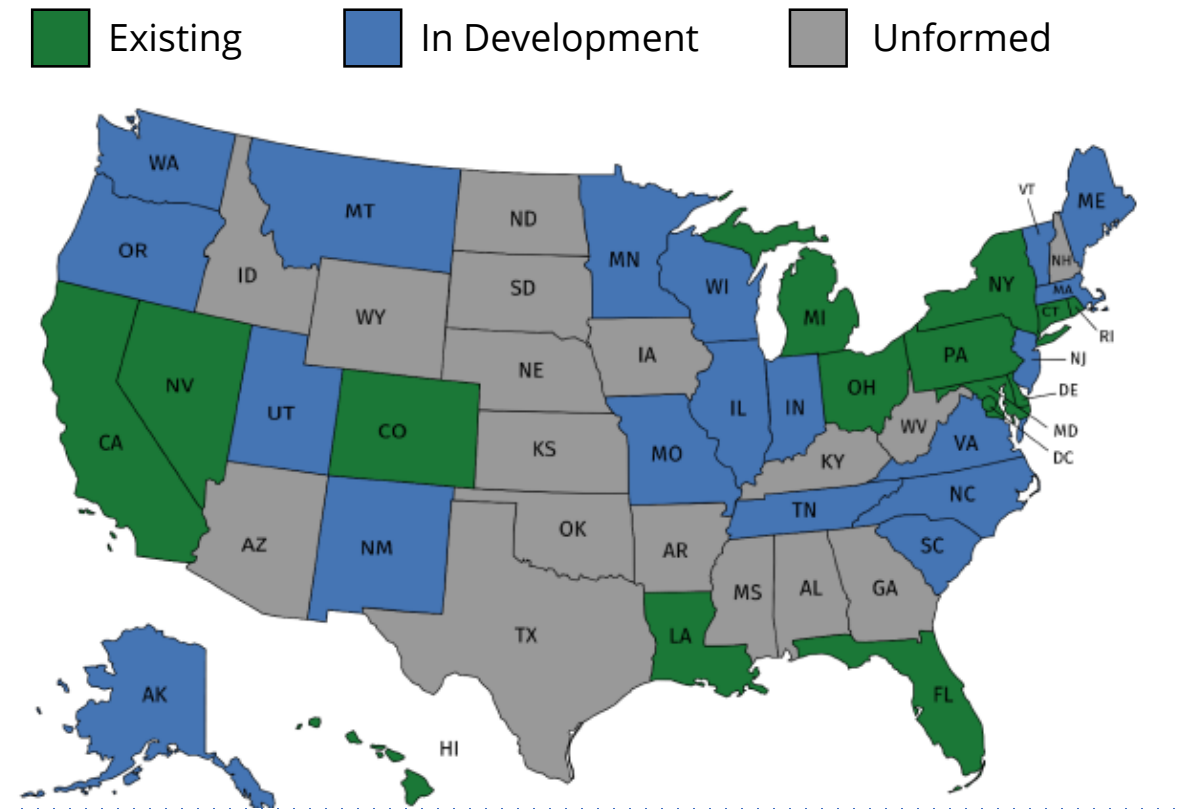 Existing In Development Unformed
WA
MT
ND
MN
VT
ME
OR
ID
SD
WI
NH
NY
MA
WY
MI
CT
RI
NV
NE
IA
PA
NJ
UT
CO
IL
IN
OH
DE
CA
KS
MO
KY
WV
VA
MD
DC
AZ
NM
OK
AR
TN
NC
SC
TX
LA
MS
AL
GA
AK
HI
FL